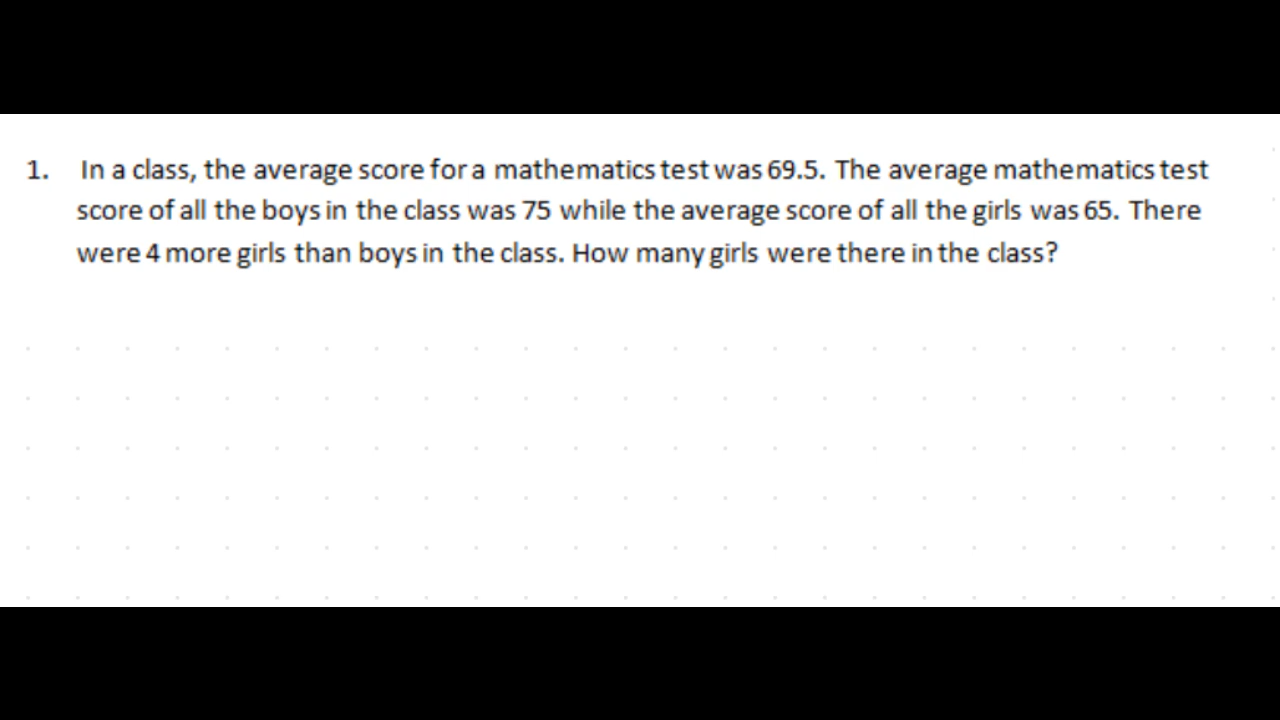 1. In a class, the average score for a mathematics test was 69.5. The average mathematics test
score of all the boys in the class was 75 while the average score of all the girls was 65. There
were 4 more girls than boys in the class. How many girls were there in the class?